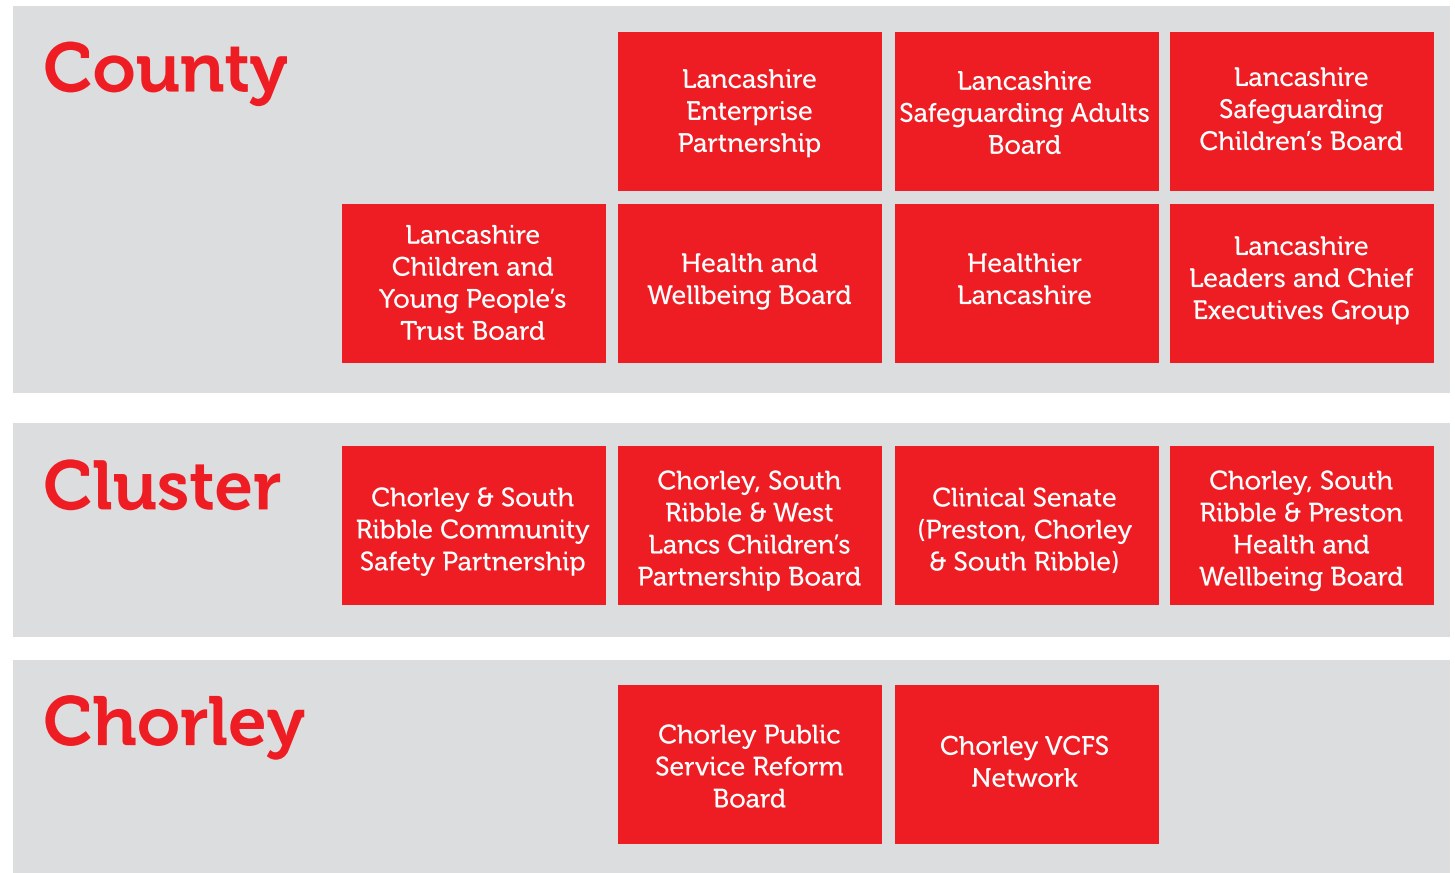 County
Lancashire
Enterprise
Partnership
Lancashire
Safeguarding Adults
Board
Lancashire
Safeguarding
Children’s Board
Lancashire
Children and
Young People’s
Trust Board
Health and
Wellbeing Board
Healthier
Lancashire
Lancashire
Leaders and Chief
Executives Group
Cluster
Chorley & South
Ribble Community
Safety Partnership
Chorley, South
Ribble & West
Lancs Children’s
Partnership Board
Clinical Senate
(Preston, Chorley
& South Ribble)
Chorley, South
Ribble & Preston
Health and
Wellbeing Board
Chorley
Chorley Public
Service Reform
Board
Chorley VCFS
Network